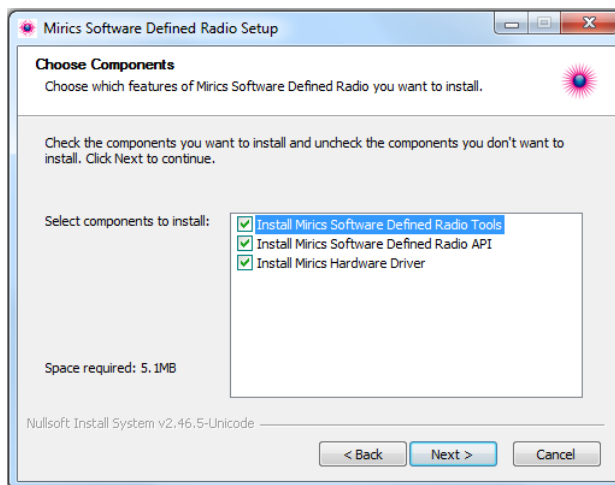 Mirics Software Defined Radio Setup
Choose Components
Choose which features of Mirics Software Defined Radio you want to install.
Check the components you want to install and uncheck the components you don't want to
install. Click Next to continue.
Select components to install:
Install Mirics Software Defined Radio Tools
Install Mirics Software Defined Radio API
Install Mirics Hardware Driver
Space required: 5.1MB
Nullsoft Install System v2.46.5-Unicode
< Back
Next >
Cancel